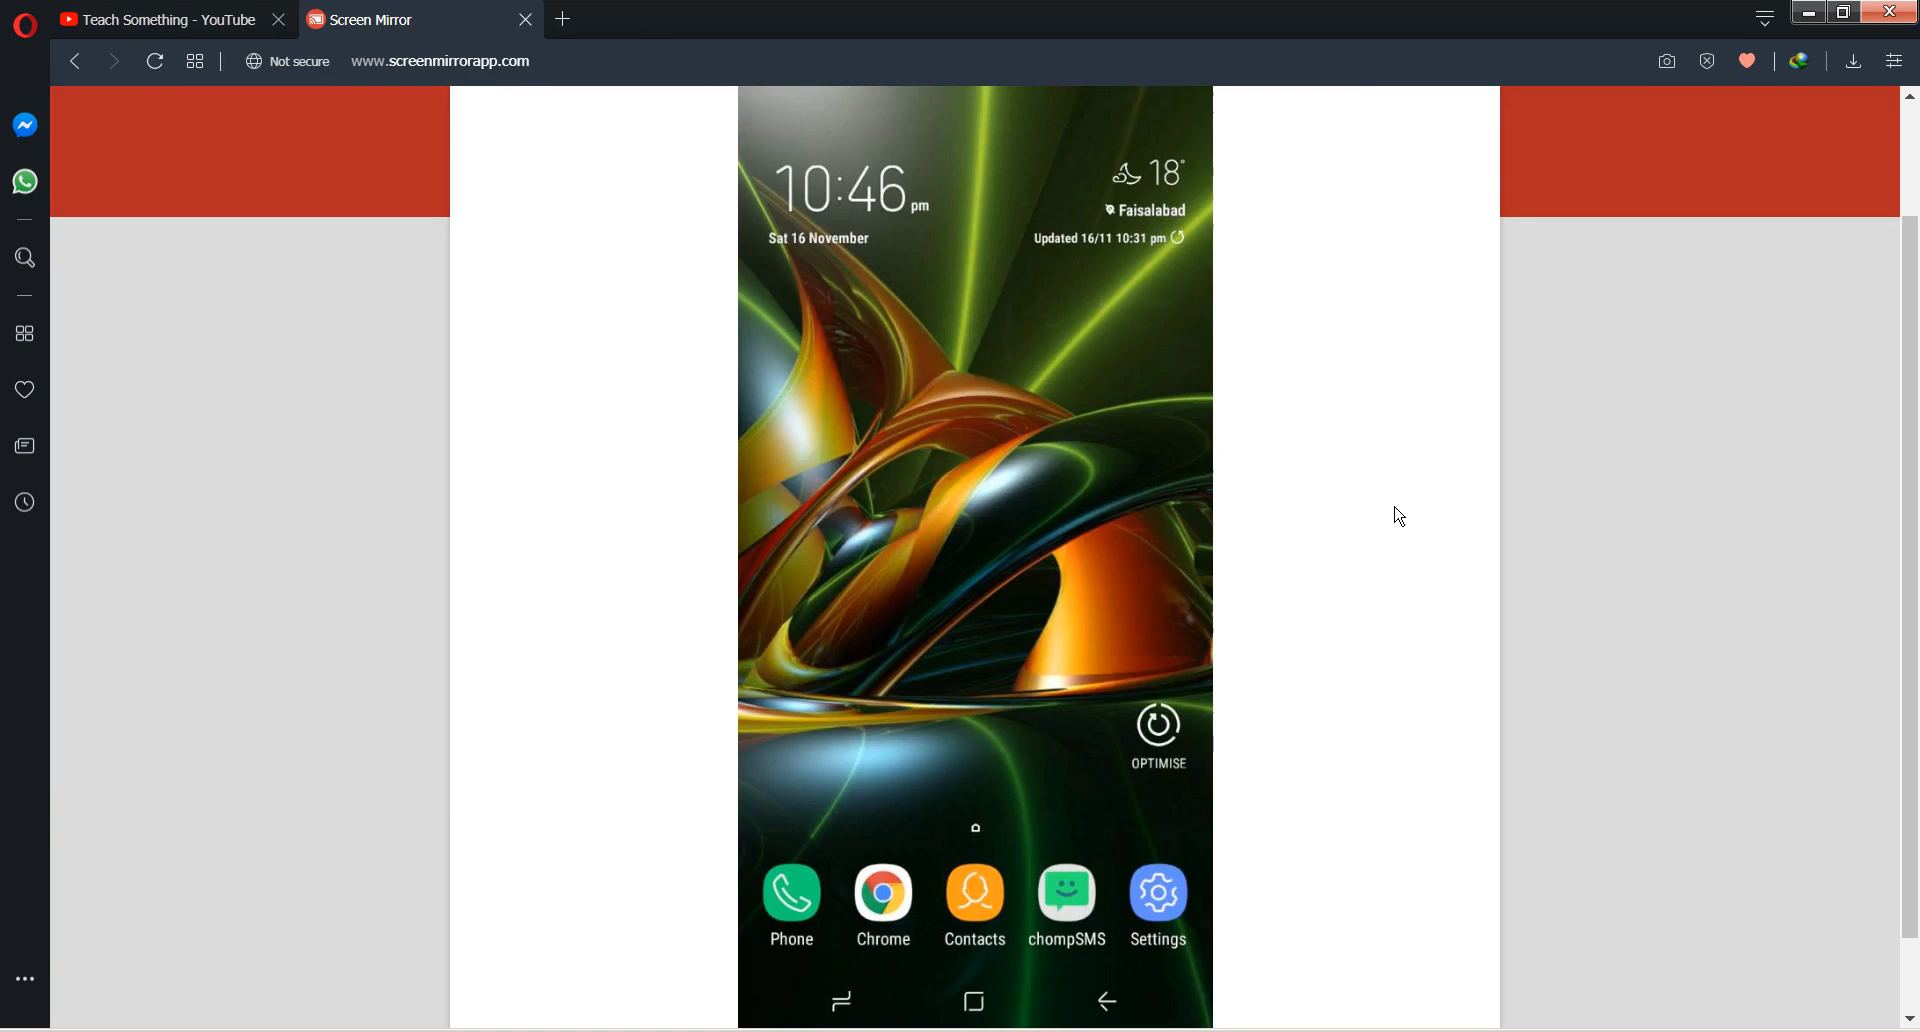 Teach Something - YouTube
Screen Mirror
Not secure
www.screenmirrorapp.com
10:46 pm
18°
Faisalabad
Sat 16 November
Updated 16/11 10:31 pm
OPTIMISE
Phone
Chrome
Contacts
chompSMS
Settings